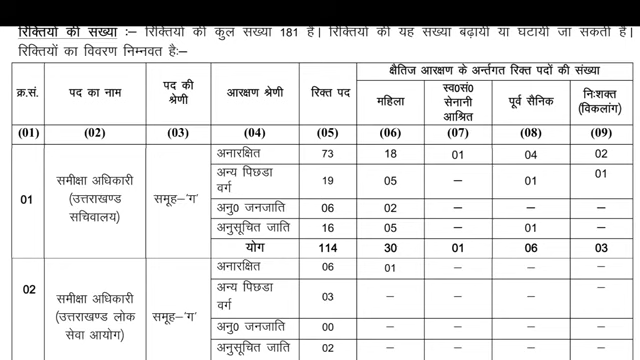 रिक्तियों की संख्या :– रिक्तियों की कुल संख्या 181 है। रिक्तियों की यह संख्या बढ़ायी या घटायी जा सकती है।
रिक्तियों का विवरण निम्नवत हैः–
क्र.सं. पद का नाम पद की श्रेणी आरक्षण श्रेणी रिक्त पद क्षैतिज आरक्षण के अर्न्तगत रिक्त पदों की संख्या
महिला स्व0सं0 सेनानी आश्रित पूर्व सैनिक निःशक्त (विकलांग)
(01) (02) (03) (04) (05) (06) (07) (08) (09)
01 समीक्षा अधिकारी (उत्तराखण्ड सचिवालय) समूह–'ग'
अनारक्षित 73 18 01 04 02
अन्य पिछडा वर्ग 19 05 – 01 01
अनु0 जनजाति 06 02 – – –
अनुसूचित जाति 16 05 – 01 –
योग 114 30 01 06 03
02 समीक्षा अधिकारी (उत्तराखण्ड लोक सेवा आयोग) समूह–'ग'
अनारक्षित 06 01 – – –
अन्य पिछडा वर्ग 03 – – – –
अनु0 जनजाति 00 – – – –
अनुसूचित जाति 02 – – – –